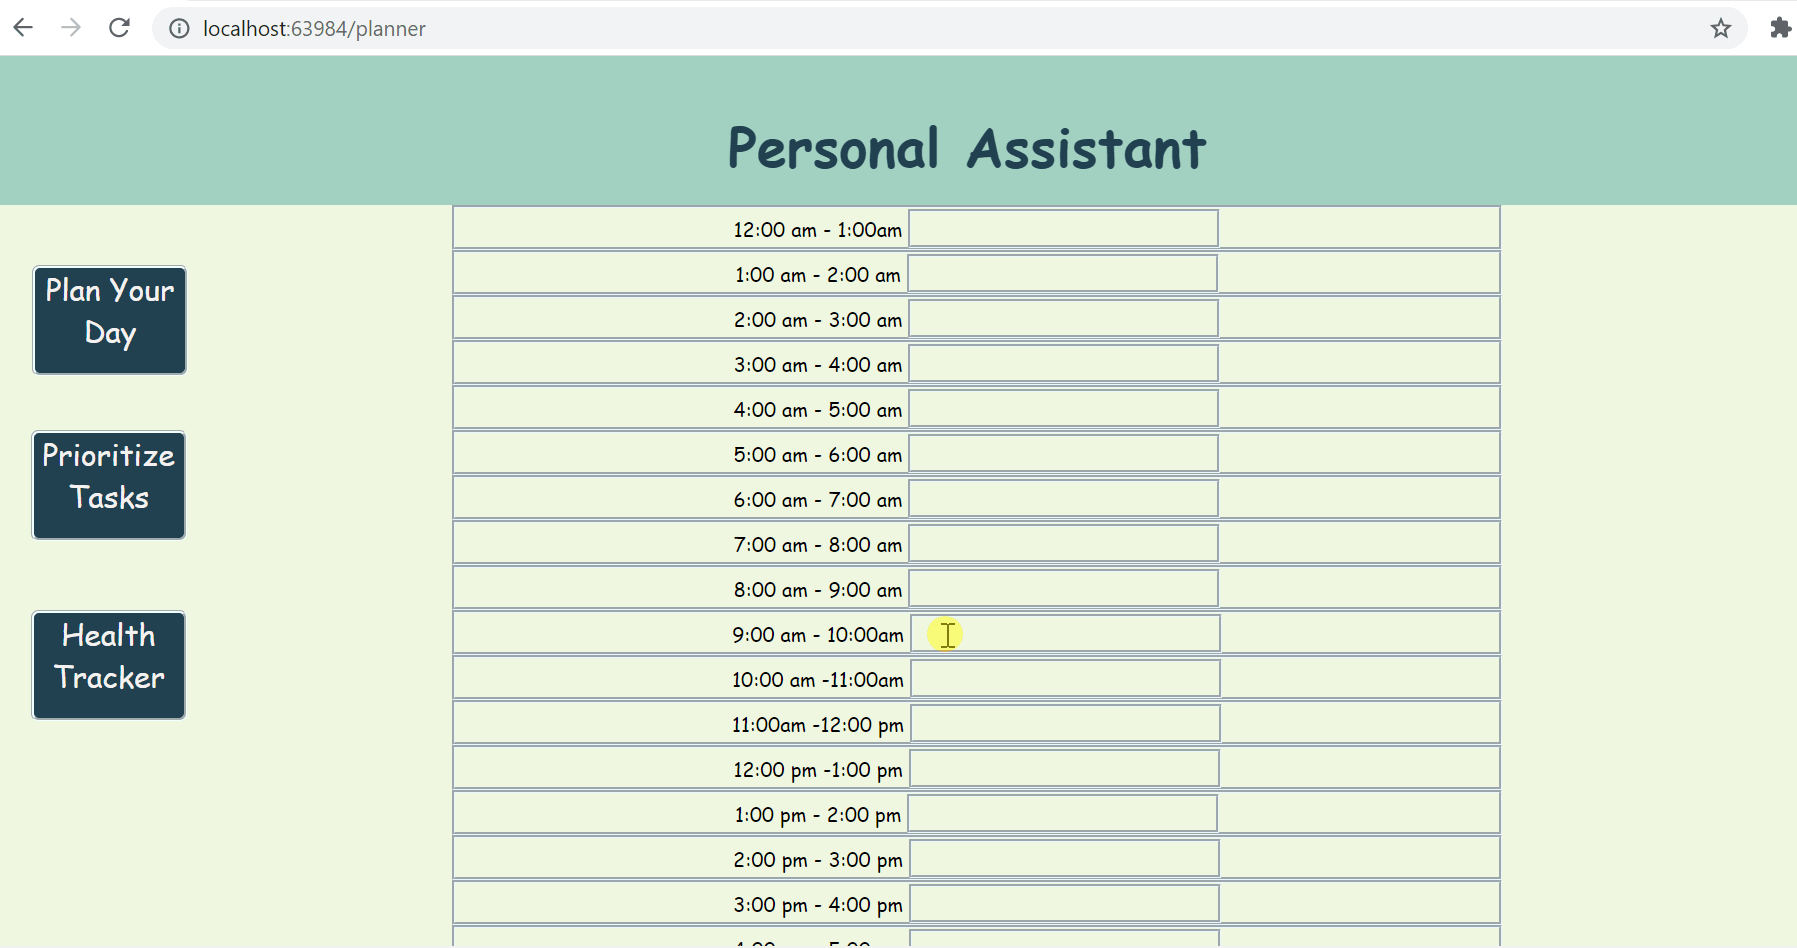 localhost:63984/planner
Personal Assistant
Plan Your
Day
Prioritize
Tasks
Health
Tracker
12:00 am - 1:00am
1:00 am - 2:00 am
2:00 am - 3:00 am
3:00 am - 4:00 am
4:00 am - 5:00 am
5:00 am - 6:00 am
6:00 am - 7:00 am
7:00 am - 8:00 am
8:00 am - 9:00 am
9:00 am - 10:00am
10:00 am -11:00am
11:00am -12:00 pm
12:00 pm -1:00 pm
1:00 pm - 2:00 pm
2:00 pm - 3:00 pm
3:00 pm - 4:00 pm